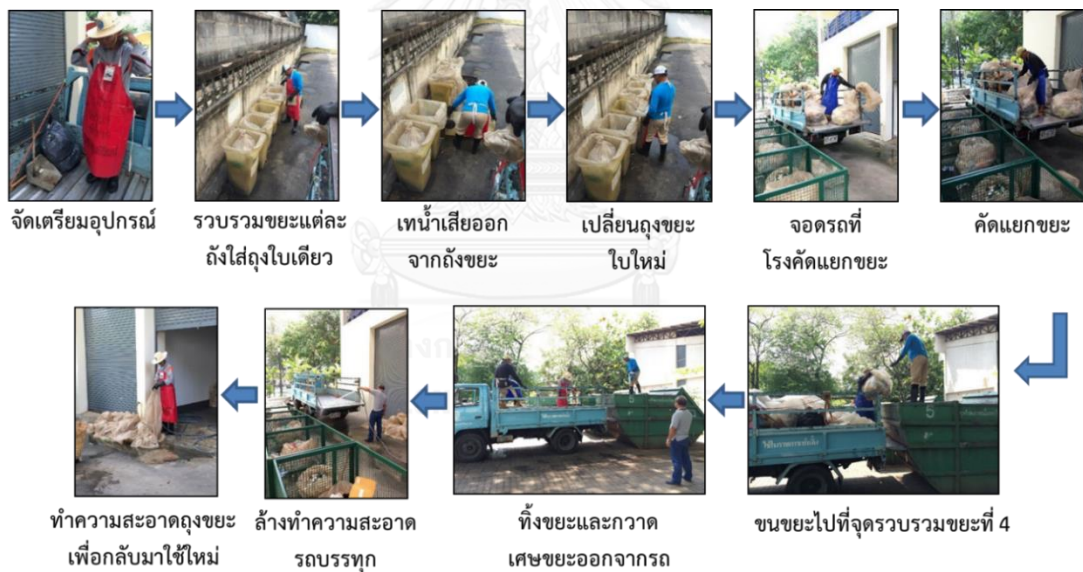 จัดเตรียมอุปกรณ์
รวบรวมขยะแต่ละ
ถังใส่ถุงใบเดียว
เทน้ำเสียออก
จากถังขยะ
เปลี่ยนถุงขยะ
ใบใหม่
จอดรถที่
โรงคัดแยกขยะ
คัดแยกขยะ
ขนขยะไปที่จุดรวบรวมขยะที่ 4
5
ทิ้งขยะและกวาด
เศษขยะออกจากรถ
5
ล้างทำความสะอาด
รถบรรทุก
ทำความสะอาดถุงขยะ
เพื่อกลับมาใช้ใหม่